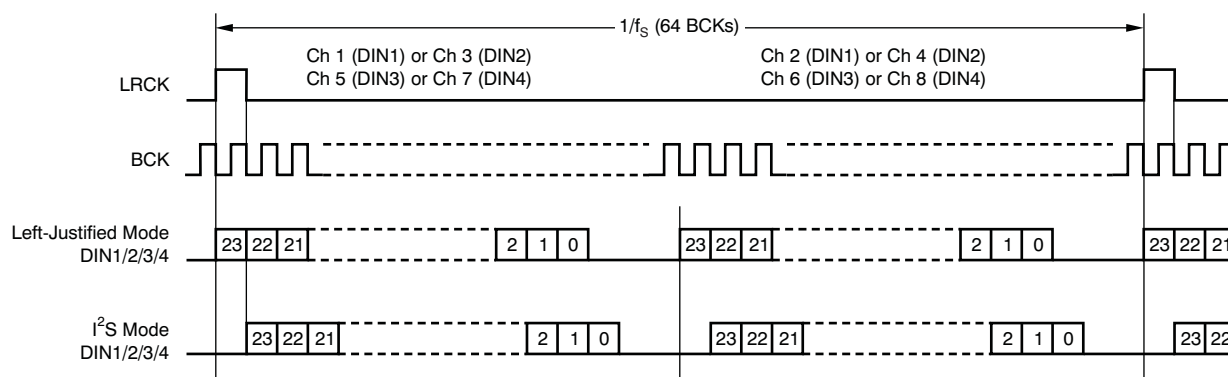 1/fS (64 BCKs)
Ch 1 (DIN1) or Ch 3 (DIN2)
Ch 5 (DIN3) or Ch 7 (DIN4)
Ch 2 (DIN1) or Ch 4 (DIN2)
Ch 6 (DIN3) or Ch 8 (DIN4)
LRCK
BCK
Left-Justified Mode
DIN1/2/3/4
23 22 21 2 1 0 23 22 21 2 1 0 23 22 21
I²S Mode
DIN1/2/3/4
23 22 21 2 1 0 23 22 21 2 1 0 23 22